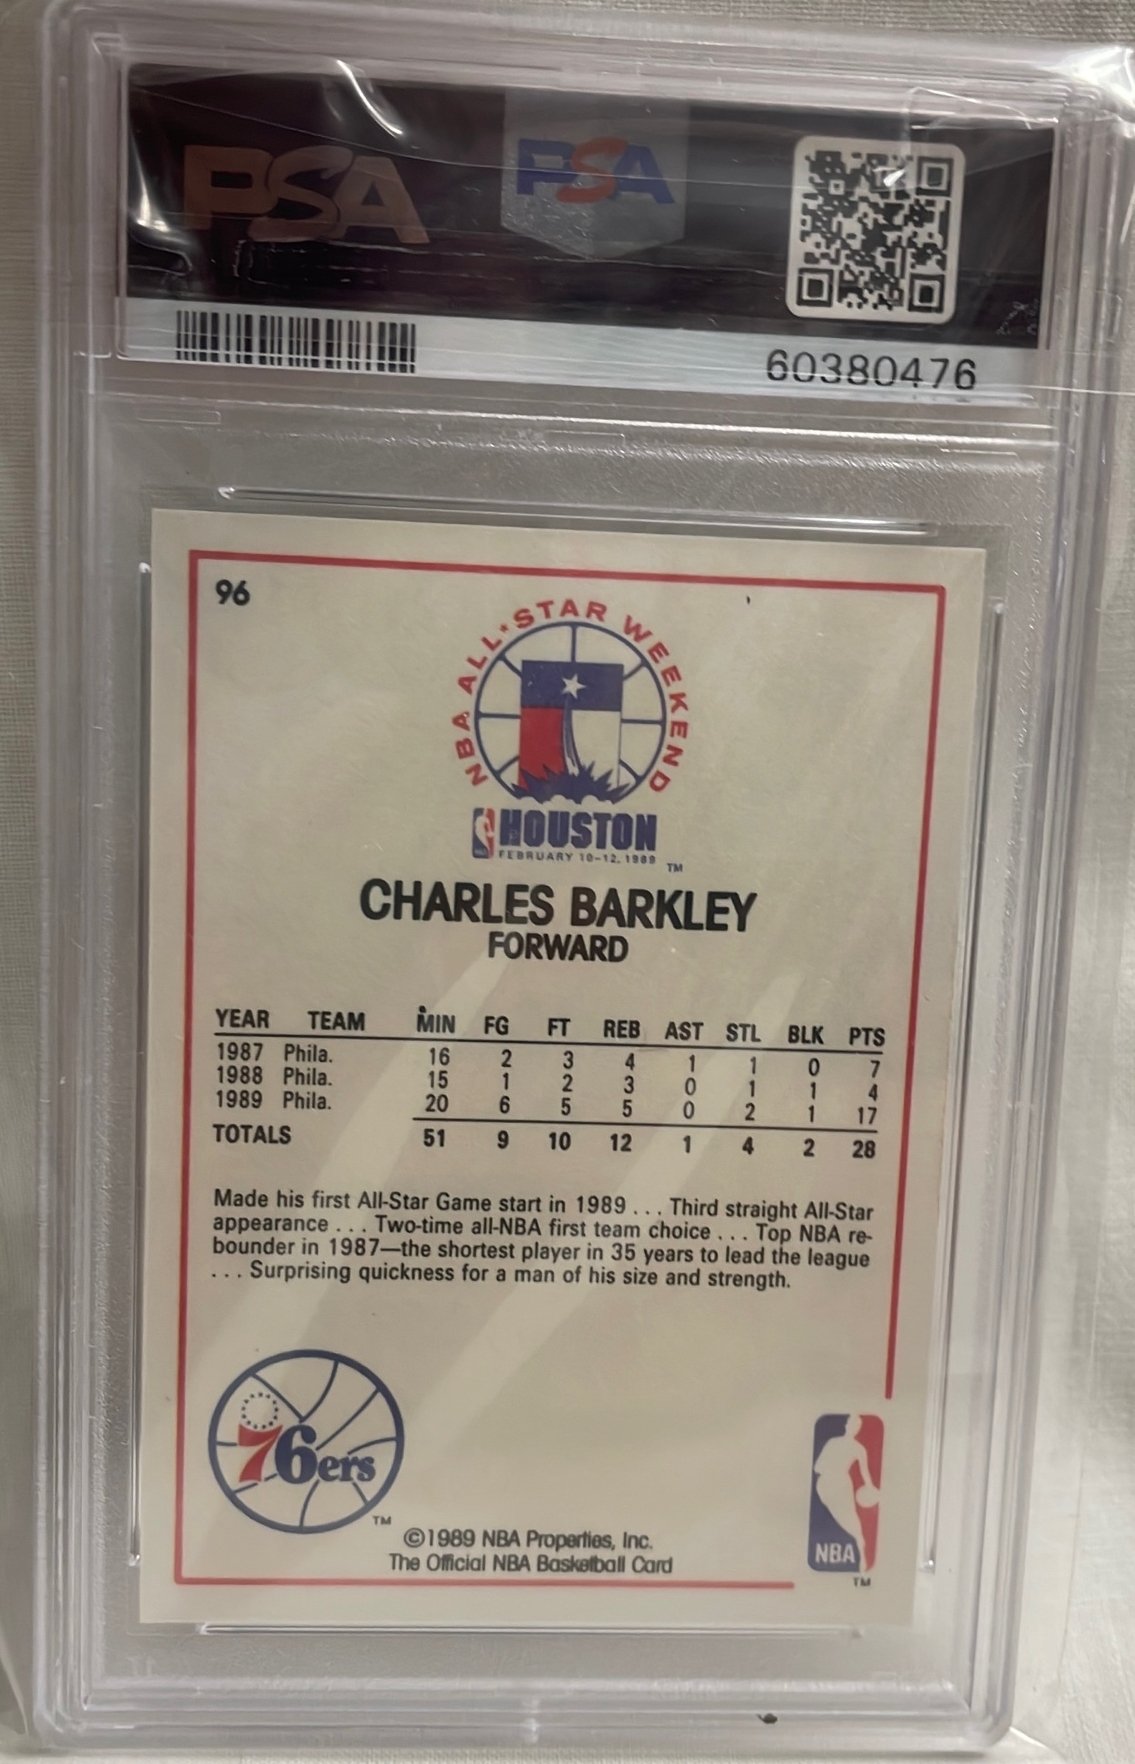 PSA PSA
60380476
96
NBA ALL★STAR WEEKEND
HOUSTON
FEBRUARY 10-12, 1989 TM
CHARLES BARKLEY
FORWARD
YEAR TEAM MIN FG FT REB AST STL BLK PTS
1987 Phila. 16 2 3 4 1 1 0 7
1988 Phila. 15 1 2 3 0 1 1 4
1989 Phila. 20 6 5 5 0 2 1 17
TOTALS 51 9 10 12 1 4 2 28
Made his first All-Star Game start in 1989 . . . Third straight All-Star
appearance . . . Two-time all-NBA first team choice . . . Top NBA re-
bounder in 1987—the shortest player in 35 years to lead the league
. . . Surprising quickness for a man of his size and strength.
76ers
TM
©1989 NBA Properties, Inc.
The Official NBA Basketball Card
NBA
TM